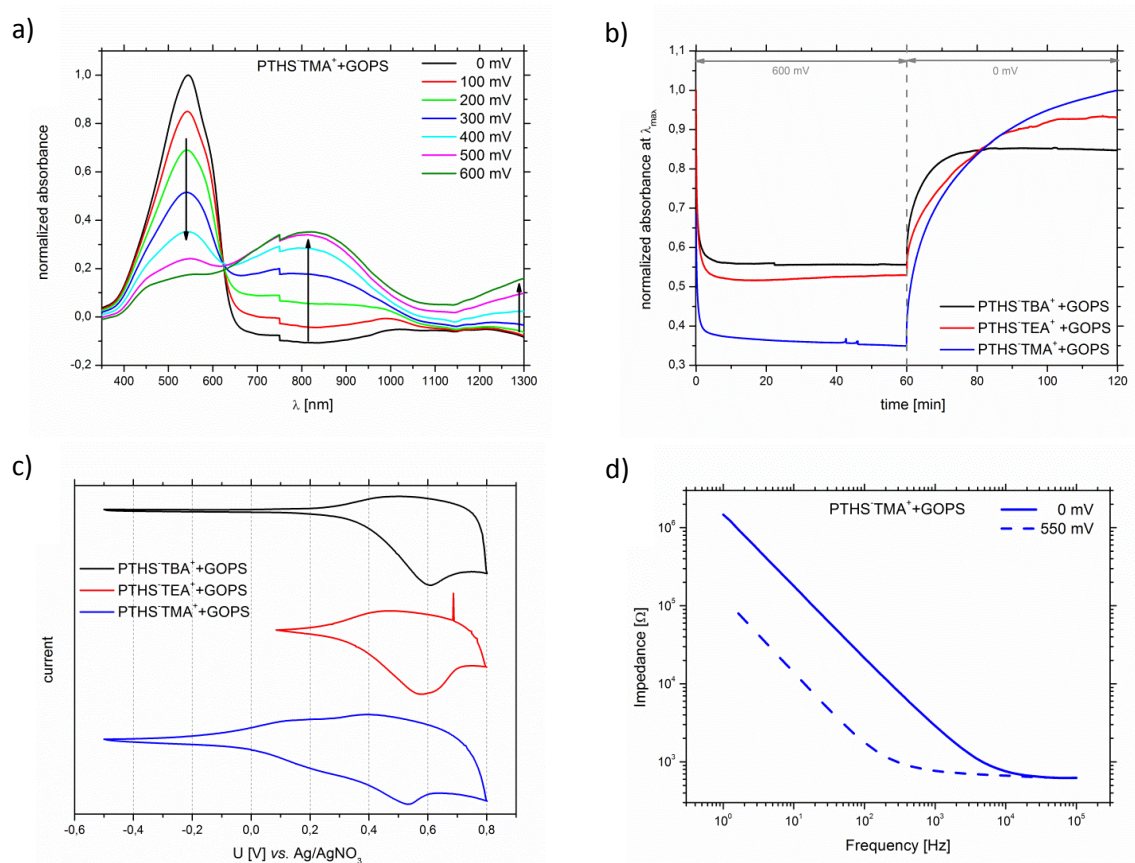 a)
PTHS⁻TMA⁺+GOPS
0 mV
100 mV
200 mV
300 mV
400 mV
500 mV
600 mV
1,0
0,8
0,6
0,4
0,2
0,0
-0,2
normalized absorbance
400 500 600 700 800 900 1000 1100 1200 1300
λ [nm]
b)
1,1
1,0
0,9
0,8
0,7
0,6
0,5
0,4
0,3
normalized absorbance at λmax
600 mV
0 mV
PTHS⁻TBA⁺+GOPS
PTHS⁻TEA⁺+GOPS
PTHS⁻TMA⁺+GOPS
0 20 40 60 80 100 120
time [min]
c)
current
PTHS⁻TBA⁺+GOPS
PTHS⁻TEA⁺+GOPS
PTHS⁻TMA⁺+GOPS
-0,6 -0,4 -0,2 0,0 0,2 0,4 0,6 0,8
U [V] vs. Ag/AgNO₃
d)
PTHS⁻TMA⁺+GOPS
0 mV
550 mV
10⁶
10⁵
10⁴
10³
Impedance [Ω]
10⁰ 10¹ 10² 10³ 10⁴ 10⁵
Frequency [Hz]